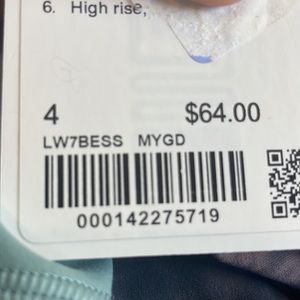 6. High rise,
4 $64.00
LW7BESS MYGD
000142275719